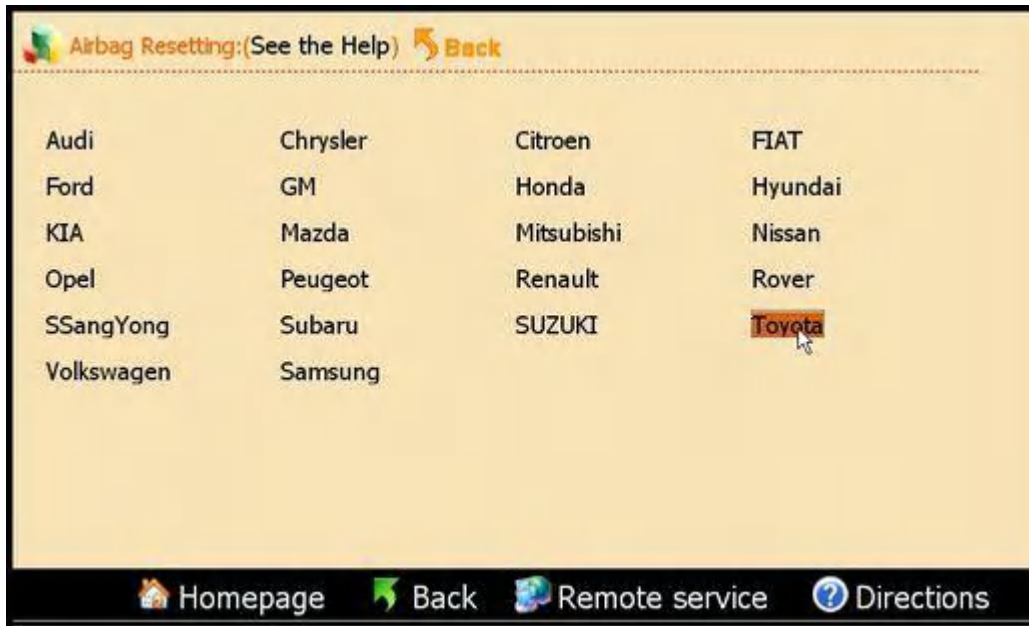 Airbag Resetting:(See the Help) Back
Audi Chrysler Citroen FIAT
Ford GM Honda Hyundai
KIA Mazda Mitsubishi Nissan
Opel Peugeot Renault Rover
SSangYong Subaru SUZUKI Toyota
Volkswagen Samsung
Homepage Back Remote service ? Directions